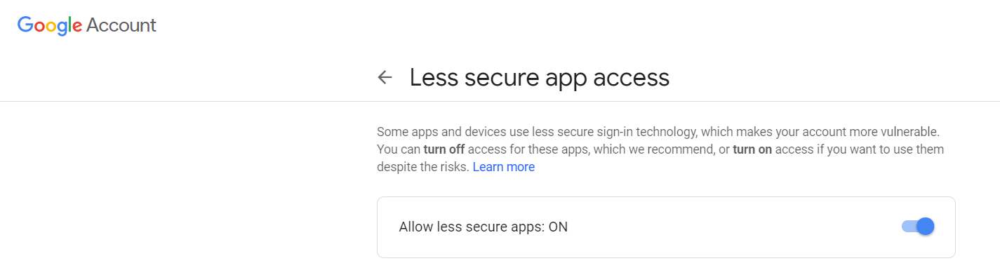 Google Account
Less secure app access
Some apps and devices use less secure sign-in technology, which makes your account more vulnerable.
You can turn off access for these apps, which we recommend, or turn on access if you want to use them
despite the risks. Learn more
Allow less secure apps: ON